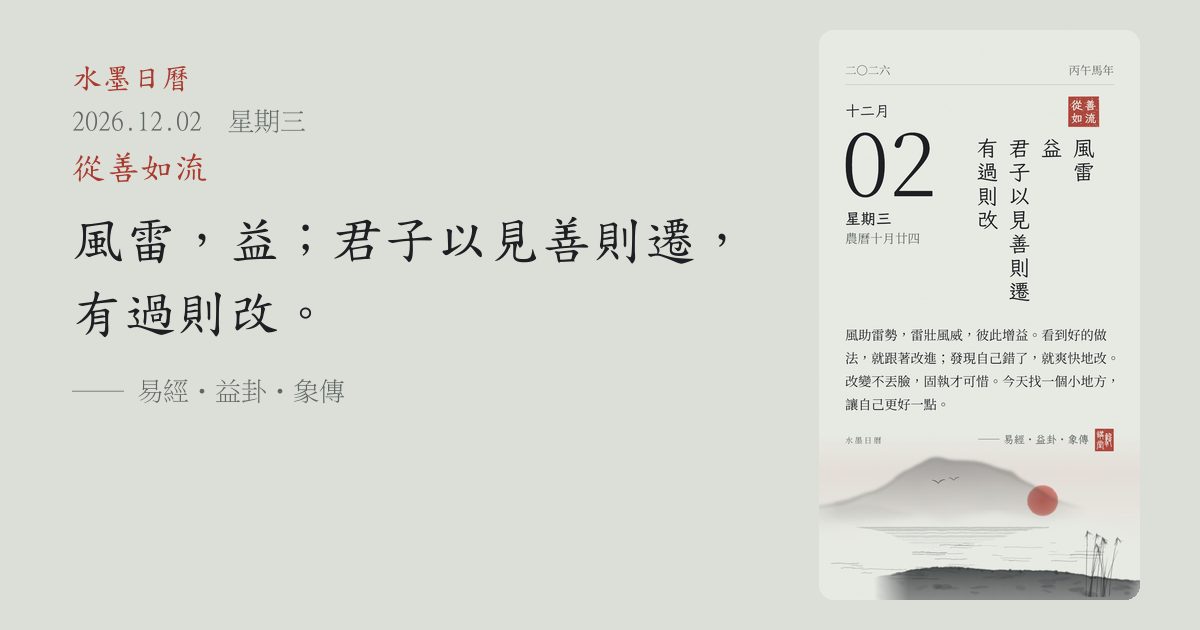 水墨日曆
2026.12.02 星期三
從善如流
風雷，益；君子以見善則遷，
有過則改。
—— 易經・益卦・象傳
二〇二六
丙午馬年
十二月
02
星期三
農曆十月廿四
從善如流
風雷
益
君子以見善則遷
有過則改
風助雷勢，雷壯風威，彼此增益。看到好的做
法，就跟著改進；發現自己錯了，就爽快地改。
改變不丟臉，固執才可惜。今天找一個小地方，
讓自己更好一點。
水墨日曆
—— 易經・益卦・象傳